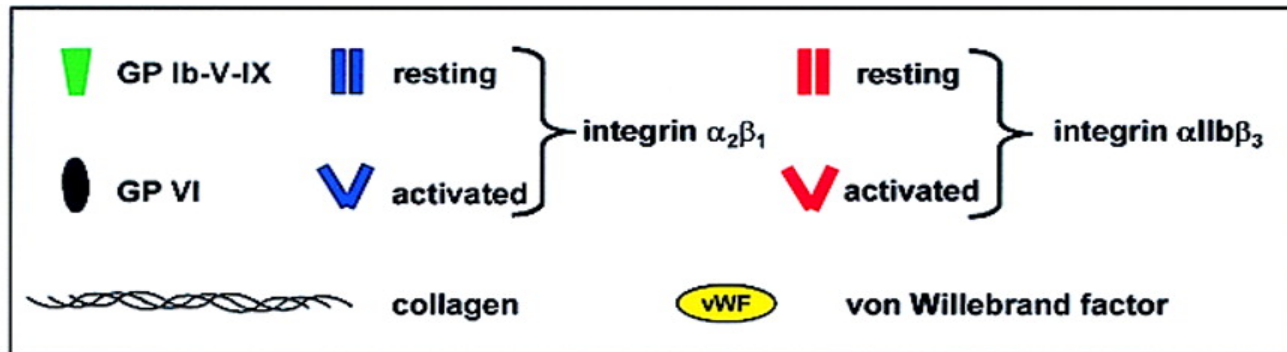 GP Ib-V-IX resting resting
integrin α₂β₁ integrin αIIbβ₃
GP VI activated activated
collagen vWF von Willebrand factor